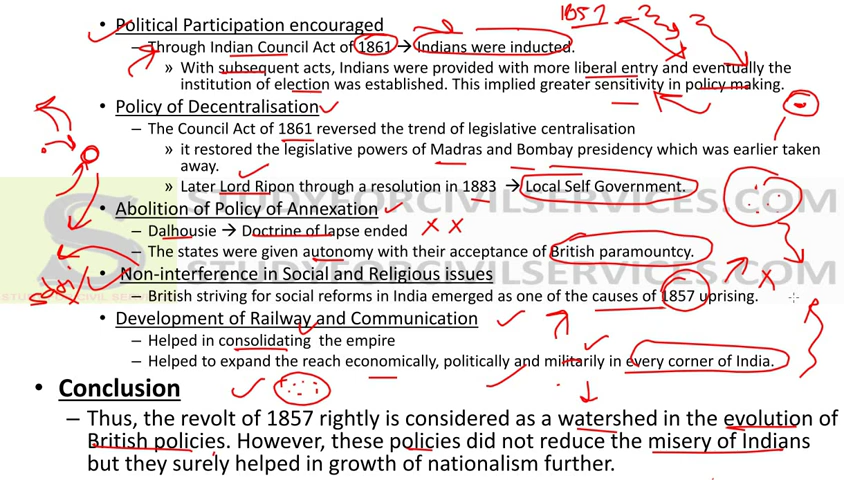 1857
• Political Participation encouraged
– Through Indian Council Act of 1861 → Indians were inducted.
» With subsequent acts, Indians were provided with more liberal entry and eventually the
institution of election was established. This implied greater sensitivity in policy making.
• Policy of Decentralisation
– The Council Act of 1861 reversed the trend of legislative centralisation
» it restored the legislative powers of Madras and Bombay presidency which was earlier taken
away.
» Later Lord Ripon through a resolution in 1883 → Local Self Government.
STUDYFORCIVILSERVICES.COM
• Abolition of Policy of Annexation
– Dalhousie → Doctrine of lapse ended x x
– The states were given autonomy with their acceptance of British paramountcy.
• Non-interference in Social and Religious issues
STUDYFORCIVILSERVICES.COM
– British striving for social reforms in India emerged as one of the causes of 1857 uprising.
• Development of Railway and Communication
– Helped in consolidating the empire
– Helped to expand the reach economically, politically and militarily in every corner of India.
• Conclusion
– Thus, the revolt of 1857 rightly is considered as a watershed in the evolution of
British policies. However, these policies did not reduce the misery of Indians
but they surely helped in growth of nationalism further.